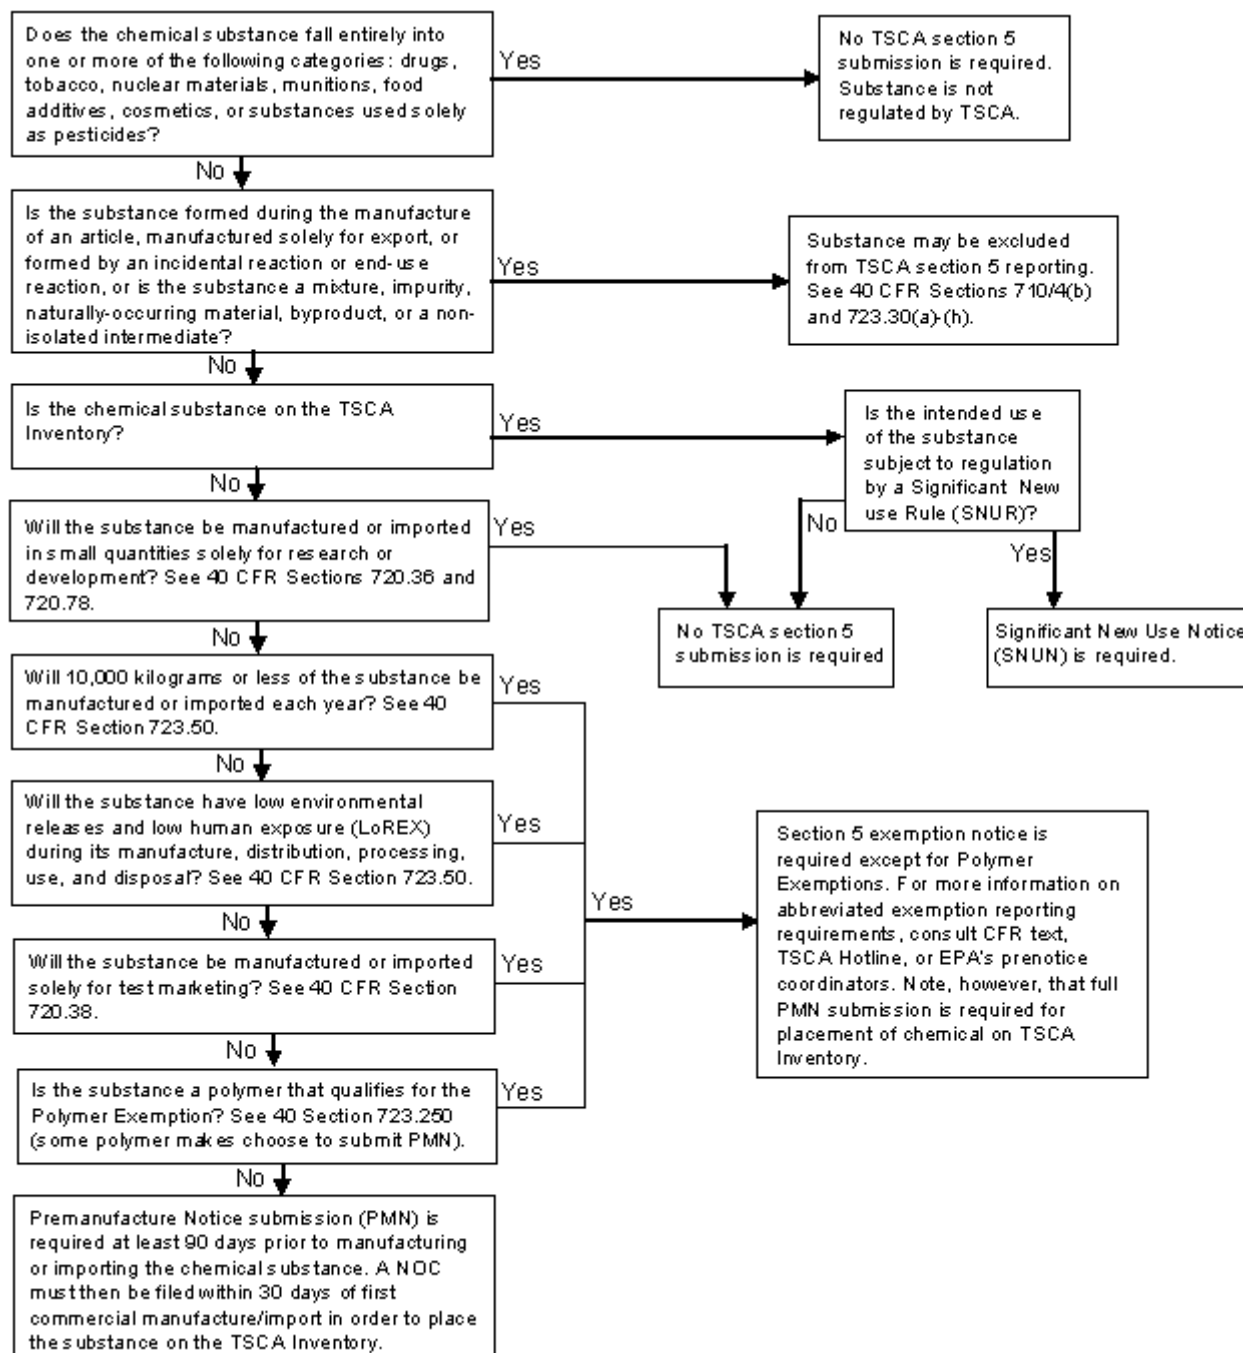 Does the chemical substance fall entirely into
one or more of the following categories: drugs,
tobacco, nuclear materials, munitions, food
additives, cosmetics, or substances used solely
as pesticides?
Yes
No TSCA section 5
submission is required.
Substance is not
regulated by TSCA.
No
Is the substance formed during the manufacture
of an article, manufactured solely for export, or
formed by an incidental reaction or end-use
reaction, or is the substance a mixture, impurity,
naturally-occurring material, byproduct, or a non-
isolated intermediate?
Yes
Substance may be excluded
from TSCA section 5 reporting.
See 40 CFR Sections 710/4(b)
and 723.30(a)-(h).
No
Is the chemical substance on the TSCA
Inventory?
Yes
Is the intended use
of the substance
subject to regulation
by a Significant New
use Rule (SNUR)?
No
Yes
No
Will the substance be manufactured or imported
in small quantities solely for research or
development? See 40 CFR Sections 720.36 and
720.78.
Yes
No TSCA section 5
submission is required
Significant New Use Notice
(SNUN) is required.
No
Will 10,000 kilograms or less of the substance be
manufactured or imported each year? See 40
CFR Section 723.50.
Yes
No
Will the substance have low environmental
releases and low human exposure (LoREX)
during its manufacture, distribution, processing,
use, and disposal? See 40 CFR Section 723.50.
Yes
No
Will the substance be manufactured or imported
solely for test marketing? See 40 CFR Section
720.38.
Yes
No
Is the substance a polymer that qualifies for the
Polymer Exemption? See 40 Section 723.250
(some polymer makes choose to submit PMN).
Yes
Yes
Section 5 exemption notice is
required except for Polymer
Exemptions. For more information on
abbreviated exemption reporting
requirements, consult CFR text,
TSCA Hotline, or EPA's prenotice
coordinators. Note, however, that full
PMN submission is required for
placement of chemical on TSCA
Inventory.
No
Premanufacture Notice submission (PMN) is
required at least 90 days prior to manufacturing
or importing the chemical substance. A NOC
must then be filed within 30 days of first
commercial manufacture/import in order to place
the substance on the TSCA Inventory.